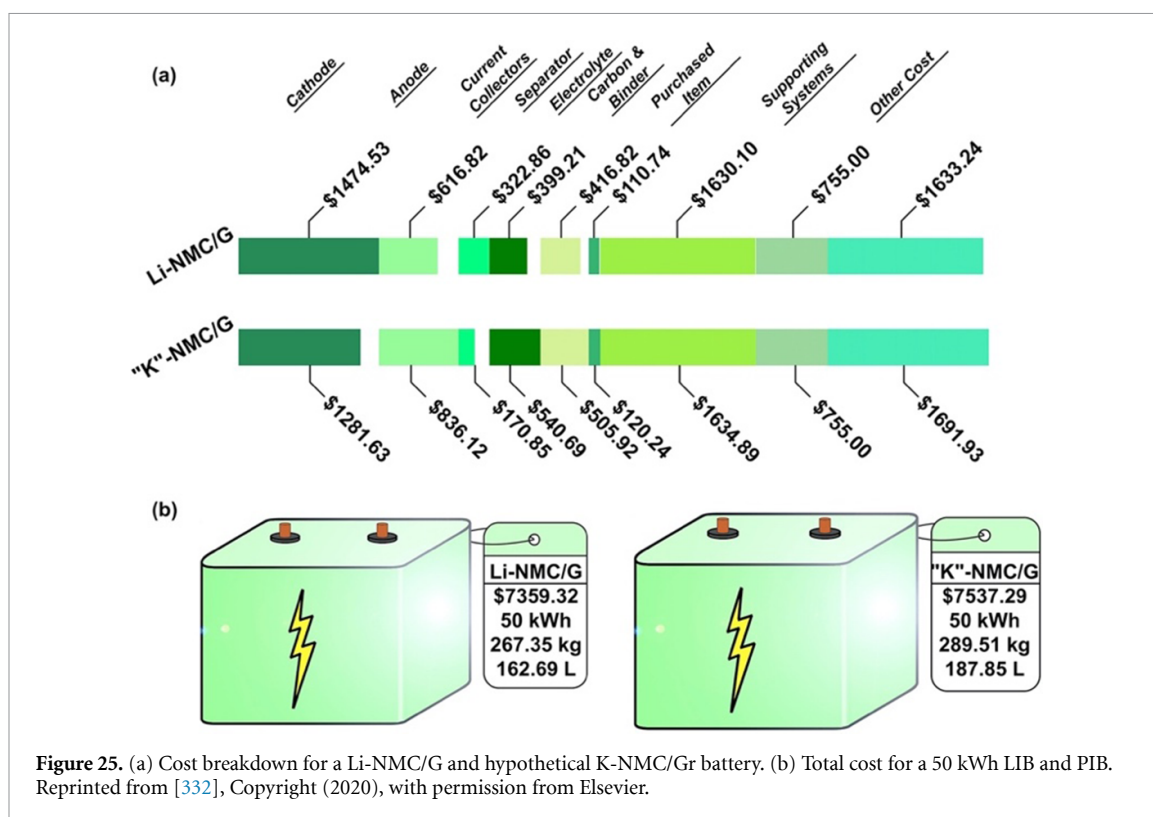 (a)
Cathode
Anode
Current
Collectors
Separator
Electrolyte
Carbon &
Binder
Purchased
Item
Supporting
Systems
Other Cost
$1474.53
$616.82
$322.86
$399.21
$416.82
$110.74
$1630.10
$755.00
$1633.24
Li-NMC/G
"K"-NMC/G
$1281.63
$836.12
$170.85
$540.69
$505.92
$120.24
$1634.89
$755.00
$1691.93
(b)
Li-NMC/G
$7359.32
50 kWh
267.35 kg
162.69 L
"K"-NMC/G
$7537.29
50 kWh
289.51 kg
187.85 L
Figure 25. (a) Cost breakdown for a Li-NMC/G and hypothetical K-NMC/Gr battery. (b) Total cost for a 50 kWh LIB and PIB.
Reprinted from [332], Copyright (2020), with permission from Elsevier.